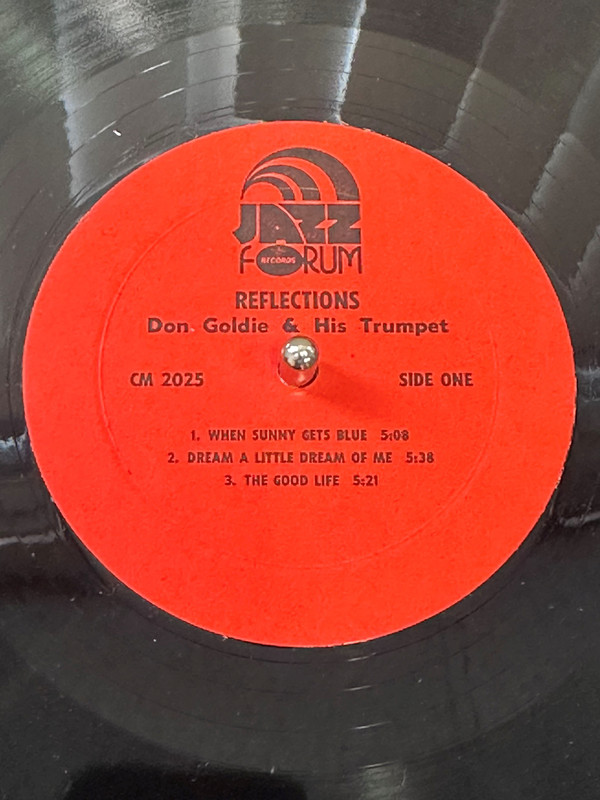 JAZZ
FORUM
RECORDS
REFLECTIONS
Don Goldie & His Trumpet
CM 2025 SIDE ONE
1. WHEN SUNNY GETS BLUE 5:08
2. DREAM A LITTLE DREAM OF ME 5:38
3. THE GOOD LIFE 5:21